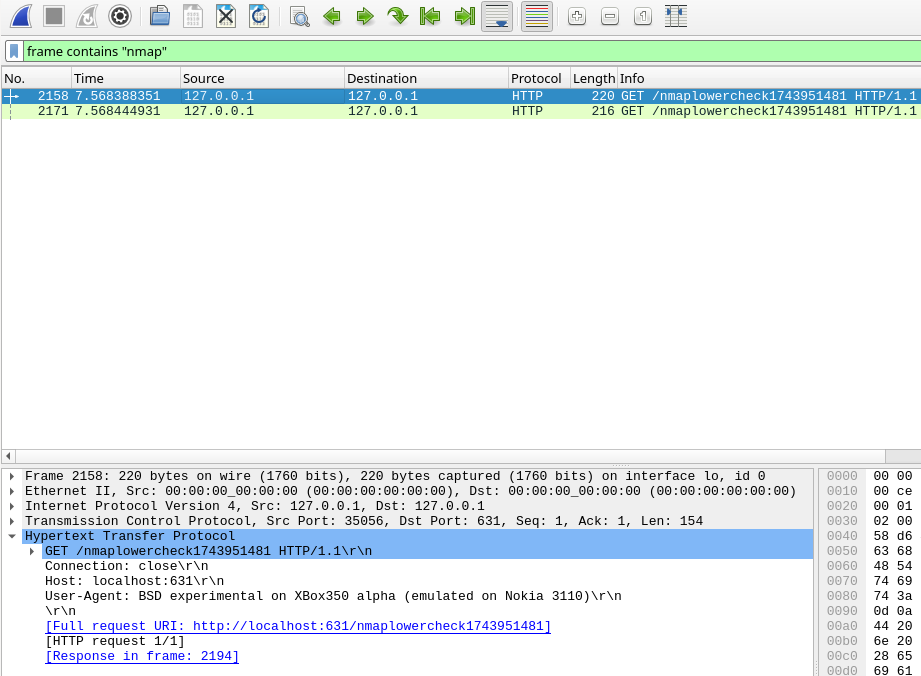 frame contains "nmap"
No. Time Source Destination Protocol Length Info
2158 7.568388351 127.0.0.1 127.0.0.1 HTTP 220 GET /nmaplowercheck1743951481 HTTP/1.1
2171 7.568444931 127.0.0.1 127.0.0.1 HTTP 216 GET /nmaplowercheck1743951481 HTTP/1.1
Frame 2158: 220 bytes on wire (1760 bits), 220 bytes captured (1760 bits) on interface lo, id 0
Ethernet II, Src: 00:00:00_00:00:00 (00:00:00:00:00:00), Dst: 00:00:00_00:00:00 (00:00:00:00:00:00)
Internet Protocol Version 4, Src: 127.0.0.1, Dst: 127.0.0.1
Transmission Control Protocol, Src Port: 35056, Dst Port: 631, Seq: 1, Ack: 1, Len: 154
Hypertext Transfer Protocol
GET /nmaplowercheck1743951481 HTTP/1.1\r\n
Connection: close\r\n
Host: localhost:631\r\n
User-Agent: BSD experimental on XBox350 alpha (emulated on Nokia 3110)\r\n
\r\n
[Full request URI: http://localhost:631/nmaplowercheck1743951481]
[HTTP request 1/1]
[Response in frame: 2194]
0000 00 00
0010 00 ce
0020 00 01
0030 02 00
0040 58 d6
0050 63 68
0060 48 54
0070 74 69
0080 74 3a
0090 0d 0a
00a0 44 20
00b0 6e 20
00c0 28 65
00d0 69 61